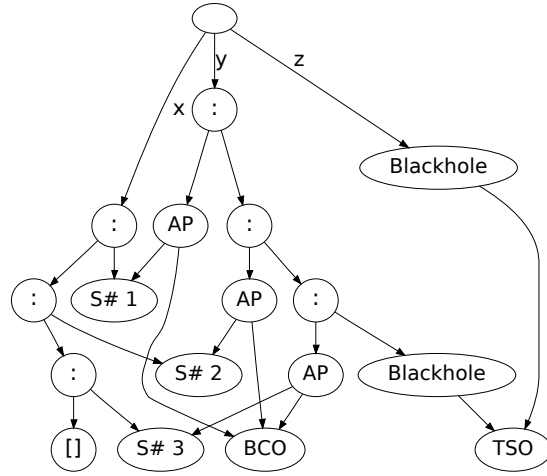 y
z
x
:
Blackhole
:
AP
:
:
S# 1
AP
:
:
S# 2
AP
Blackhole
[]
S# 3
BCO
TSO